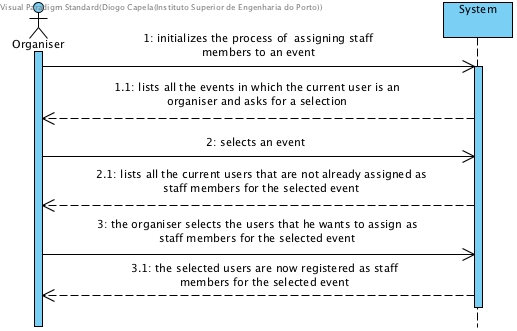 Visual Paradigm Standard(Diogo Capela(Instituto Superior de Engenharia do Porto))
System
Organiser
1: initializes the process of assigning staff
members to an event
1.1: lists all the events in which the current user is an
organiser and asks for a selection
2: selects an event
2.1: lists all the current users that are not already assigned as
staff members for the selected event
3: the organiser selects the users that he wants to assign as
staff members for the selected event
3.1: the selected users are now registered as staff
members for the selected event